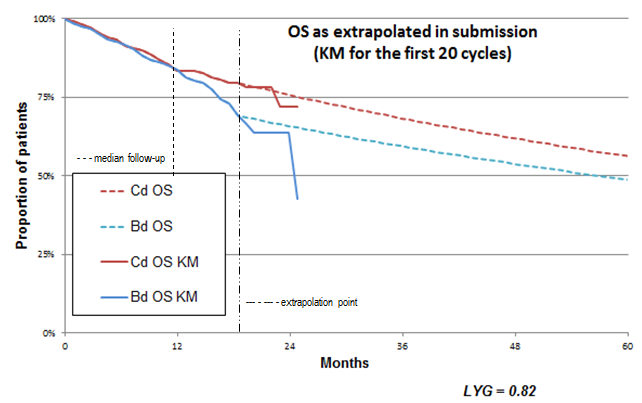 OS as extrapolated in submission
(KM for the first 20 cycles)
100%
75%
50%
25%
0%
Proportion of patients
--- median follow-up
Cd OS
Bd OS
Cd OS KM
Bd OS KM
extrapolation point
0 12 24 36 48 60
Months
LYG = 0.82